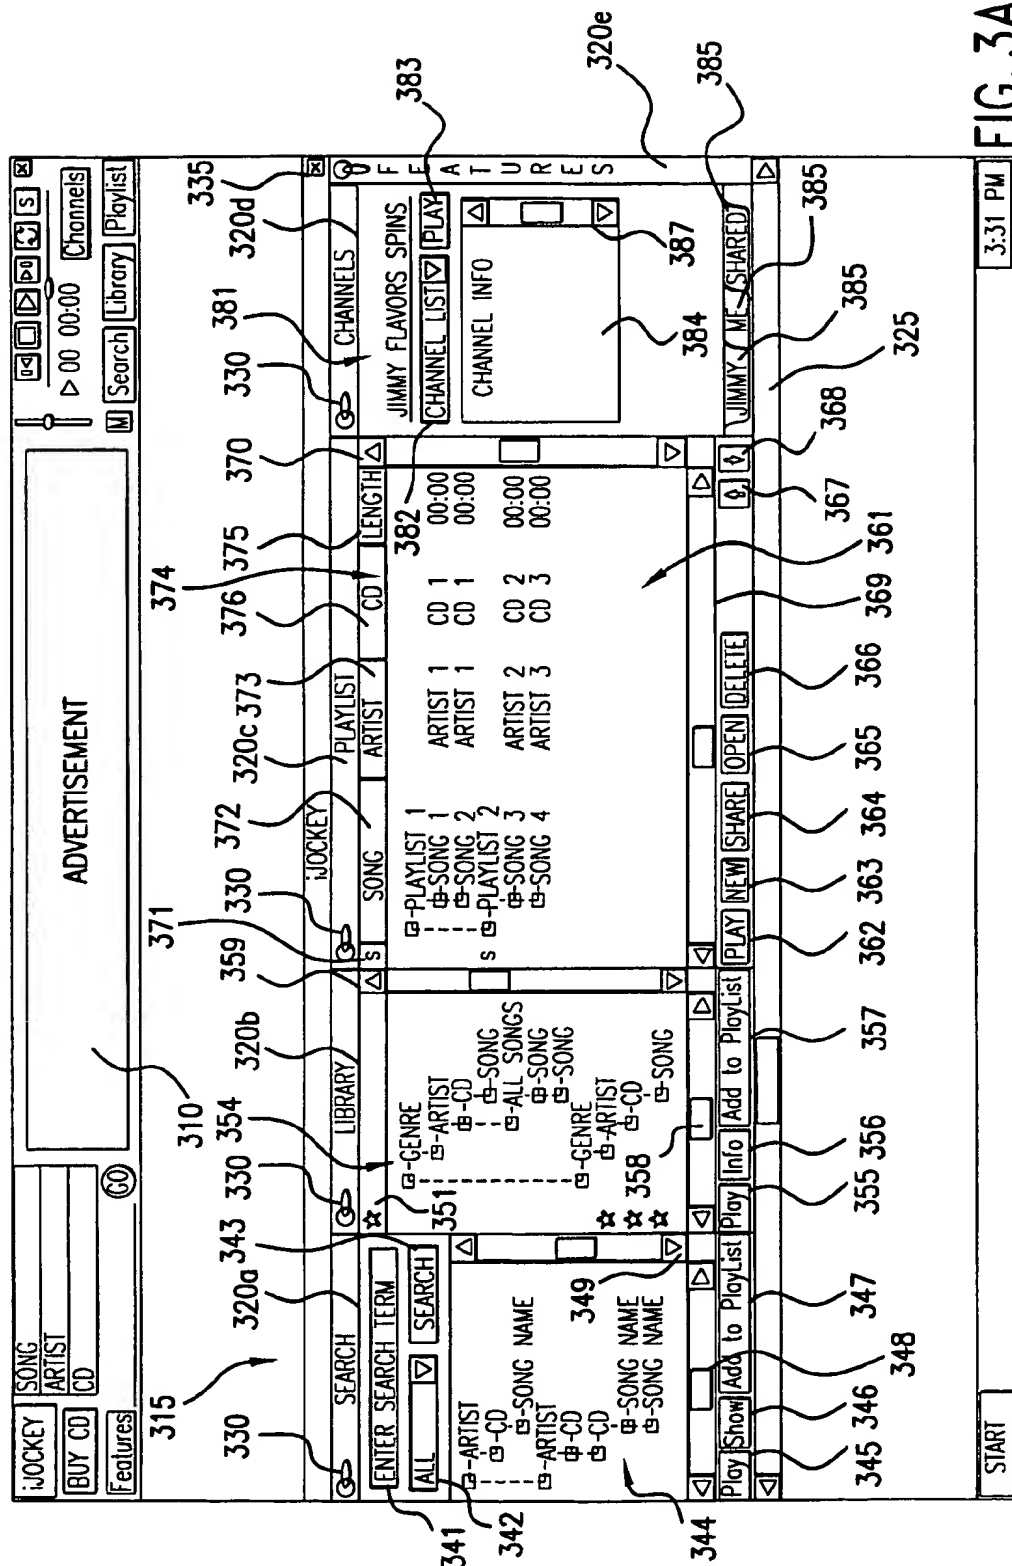 iJOCKEY
BUY CD
Features
SONG
ARTIST
CD
GO
ADVERTISEMENT
M
S
00 00:00
Channels
Search
Library
Playlist
310
315
iJOCKEY
335
330
SEARCH
320a
343
330
LIBRARY
320b
354
359
371
330
372
PLAYLIST
320c
373
376
374
375
370
330
381
CHANNELS
320d
FEATURES
320e
ENTER SEARCH TERM
ALL
SEARCH
341
342
ARTIST
CD
SONG NAME
ARTIST
CD
CD
SONG NAME
SONG NAME
344
349
Play
Show
Add to PlayList
345
346
347
348
351
GENRE
ARTIST
CD
SONG
ALL SONGS
SONG
SONG
GENRE
ARTIST
CD
SONG
358
Play
Info
Add to PlayList
355
356
357
S SONG ARTIST CD LENGTH
PLAYLIST 1
SONG 1 ARTIST 1 CD 1 00:00
SONG 2 ARTIST 1 CD 1 00:00
S PLAYLIST 2
SONG 3 ARTIST 2 CD 2 00:00
SONG 4 ARTIST 3 CD 3 00:00
361
PLAY
NEW
SHARE
OPEN
DELETE
362
363
364
365
366
369
367
368
JIMMY FLAVORS SPINS
CHANNEL LIST
PLAY
382
383
CHANNEL INFO
384
387
JIMMY
ME
SHARED
385
385
385
325
START
3:31 PM
FIG. 3A